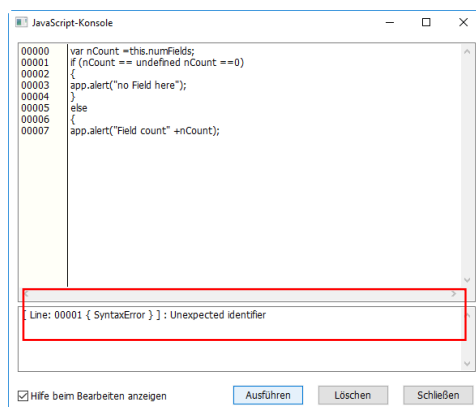 JavaScript-Konsole
00000 var nCount =this.numFields;
00001 if (nCount == undefined nCount ==0)
00002 {
00003 app.alert("no Field here");
00004 }
00005 else
00006 {
00007 app.alert("Field count" +nCount);
[ Line: 00001 { SyntaxError } ] : Unexpected identifier
Hilfe beim Bearbeiten anzeigen Ausführen Löschen Schließen